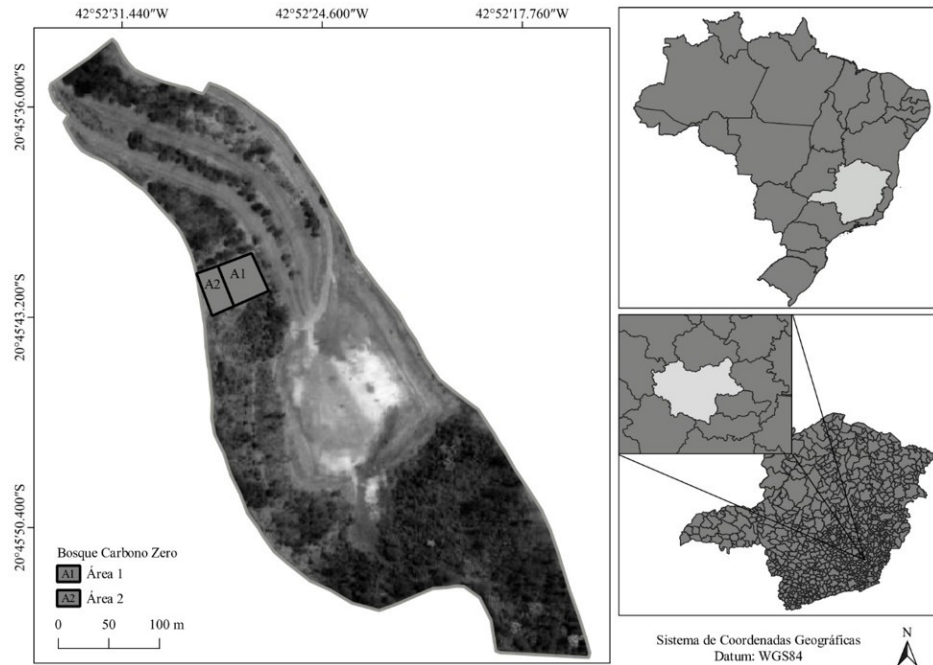 42°52'31.440"W
42°52'24.600"W
42°52'17.760"W
20°45'36.000"S
20°45'43.200"S
20°45'50.400"S
A2
A1
Bosque Carbono Zero
A1 Área 1
A2 Área 2
0 50 100 m
Sistema de Coordenadas Geográficas
Datum: WGS84
N